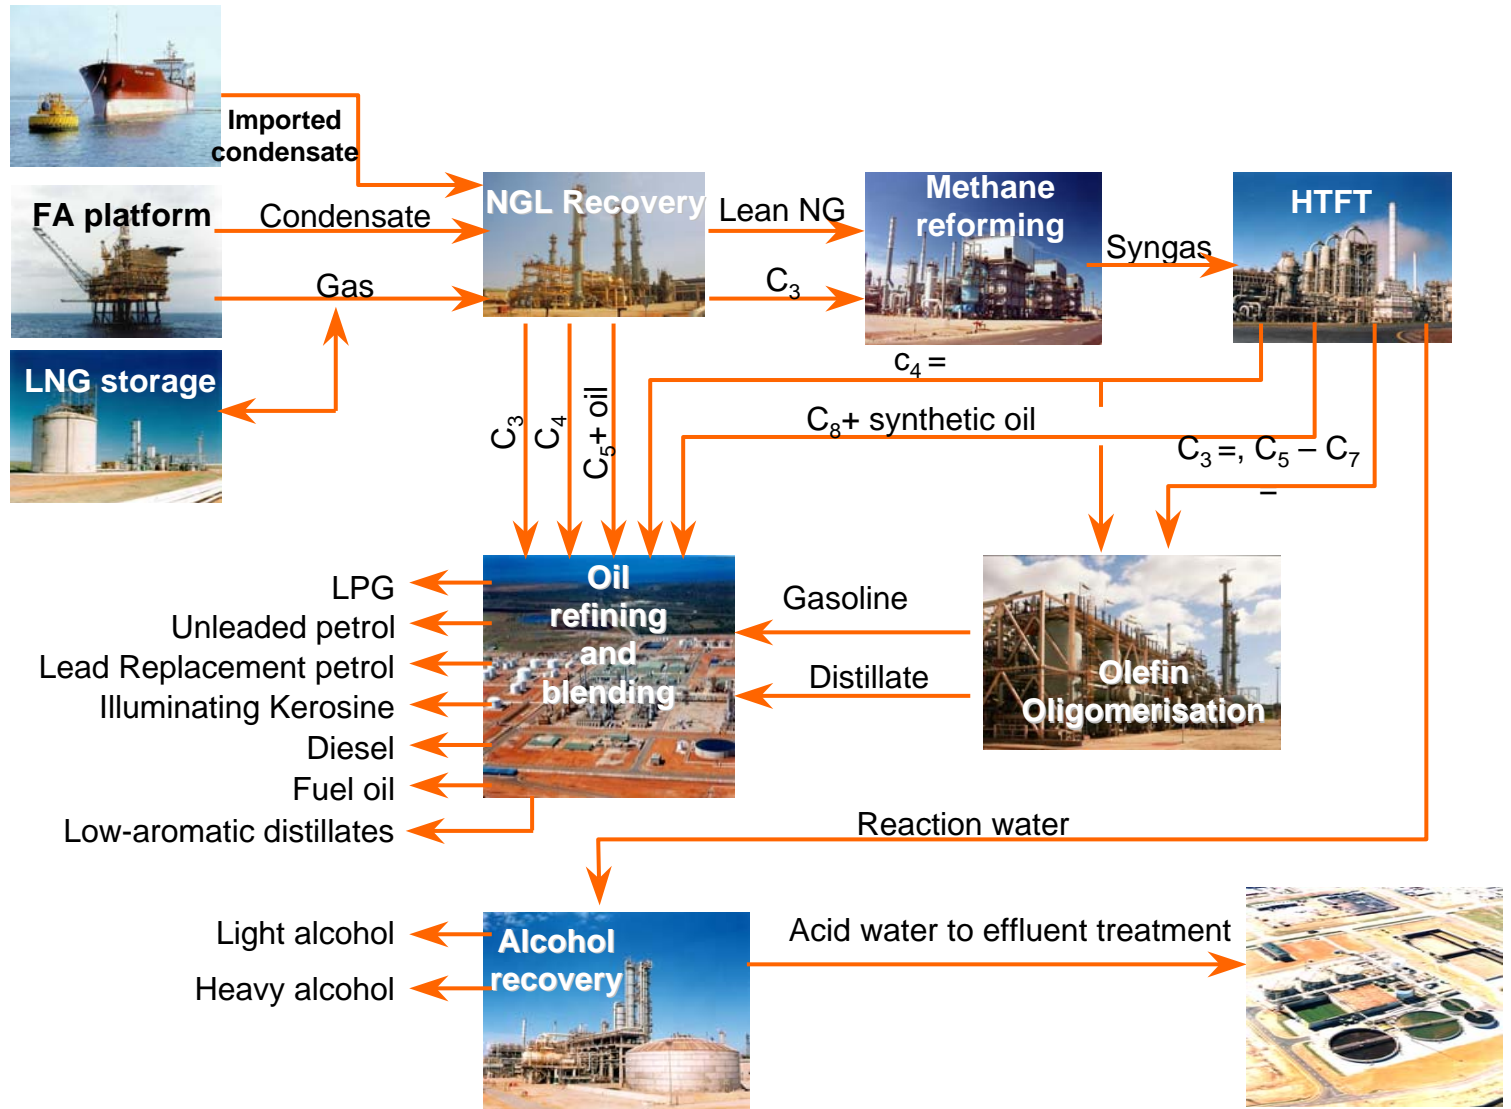 Imported
condensate
FA platform
Condensate
Gas
LNG storage
NGL Recovery
Lean NG
C₃
Methane
reforming
Syngas
HTFT
C₃
C₄
C₅+ oil
c₄ =
C₈+ synthetic oil
C₃ =, C₅ – C₇
=
Oil
refining
and
blending
Gasoline
Distillate
Olefin
Oligomerisation
LPG
Unleaded petrol
Lead Replacement petrol
Illuminating Kerosine
Diesel
Fuel oil
Low-aromatic distillates
Reaction water
Light alcohol
Heavy alcohol
Alcohol
recovery
Acid water to effluent treatment